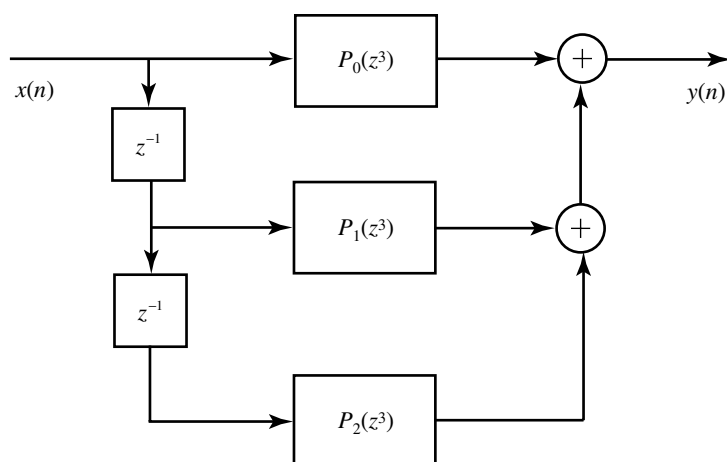 P₀(z³)
+
x(n)
y(n)
z⁻¹
P₁(z³)
+
z⁻¹
P₂(z³)